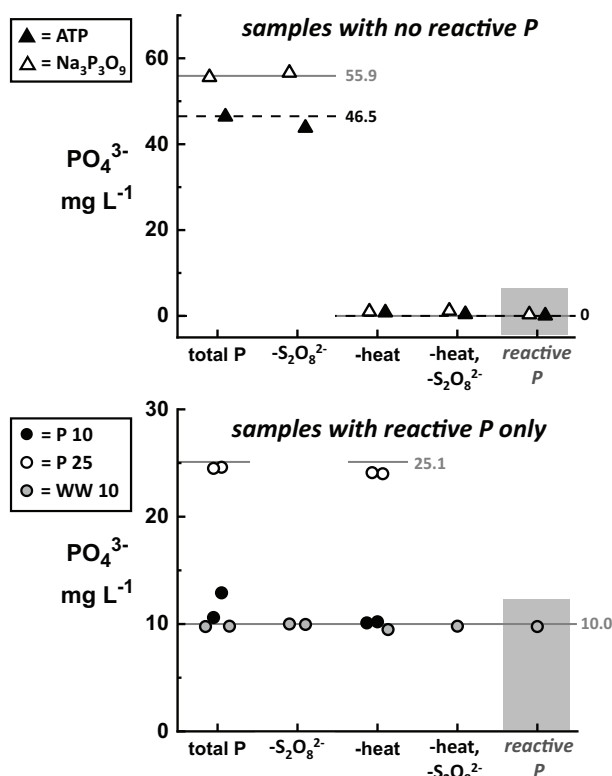 ▲ = ATP
△ = Na₃P₃O₉
samples with no reactive P
60
55.9
46.5
PO₄³⁻
mg L⁻¹
40
20
0
0
total P
-S₂O₈²⁻
-heat
-heat,
-S₂O₈²⁻
reactive
P
● = P 10
○ = P 25
● = WW 10
samples with reactive P only
30
25.1
PO₄³⁻
mg L⁻¹
20
10
10.0
0
total P
-S₂O₈²⁻
-heat
-heat,
-S₂O₈²⁻
reactive
P